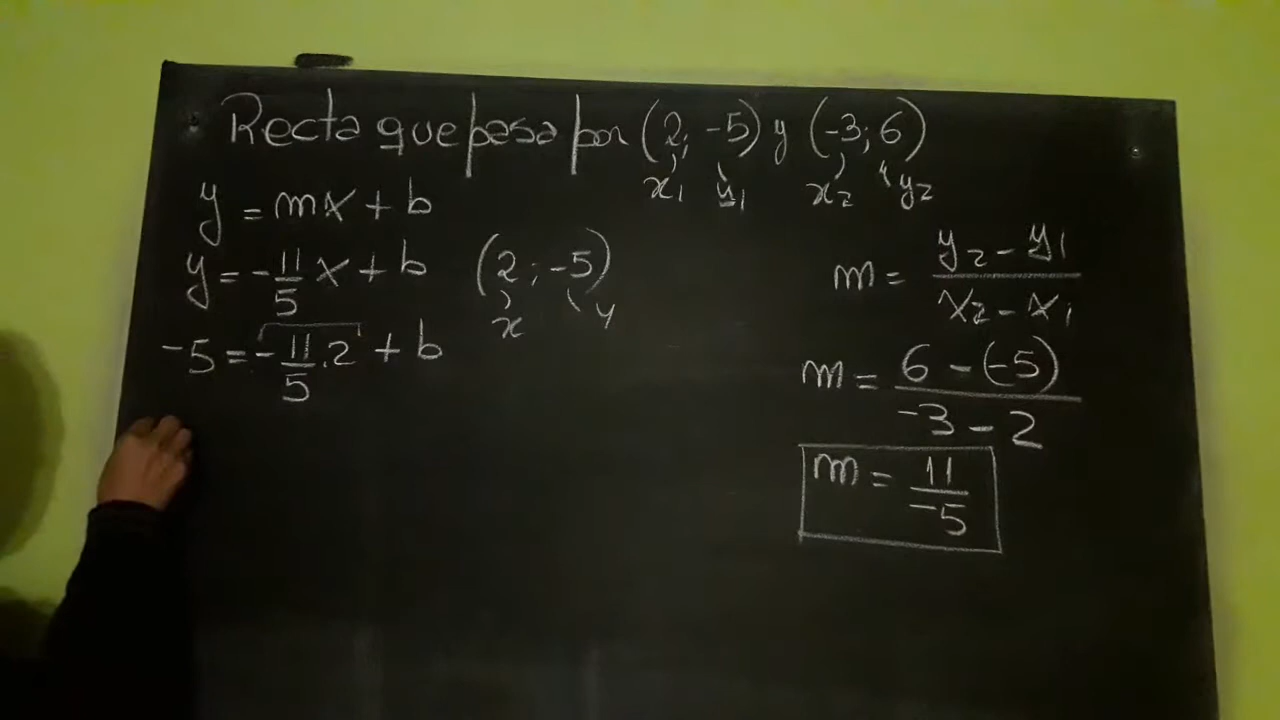 Recta que pasa por (2; -5) y (-3; 6)
x₁ y₁ x₂ y₂
y = mx + b
y = -11/5 x + b (2; -5)
x y
-5 = -11/5 . 2 + b
m = y₂ - y₁ / x₂ - x₁
m = 6 - (-5) / -3 - 2
m = 11 / -5